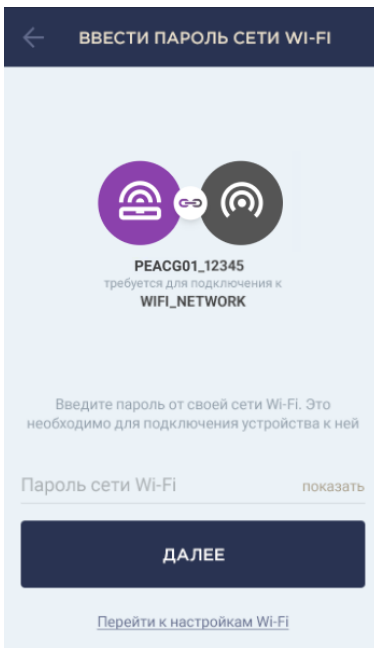 ВВЕСТИ ПАРОЛЬ СЕТИ WI-FI
PEACG01_12345
требуется для подключения к
WIFI_NETWORK
Введите пароль от своей сети Wi-Fi. Это
необходимо для подключения устройства к ней
Пароль сети Wi-Fi показать
ДАЛЕЕ
Перейти к настройкам Wi-Fi